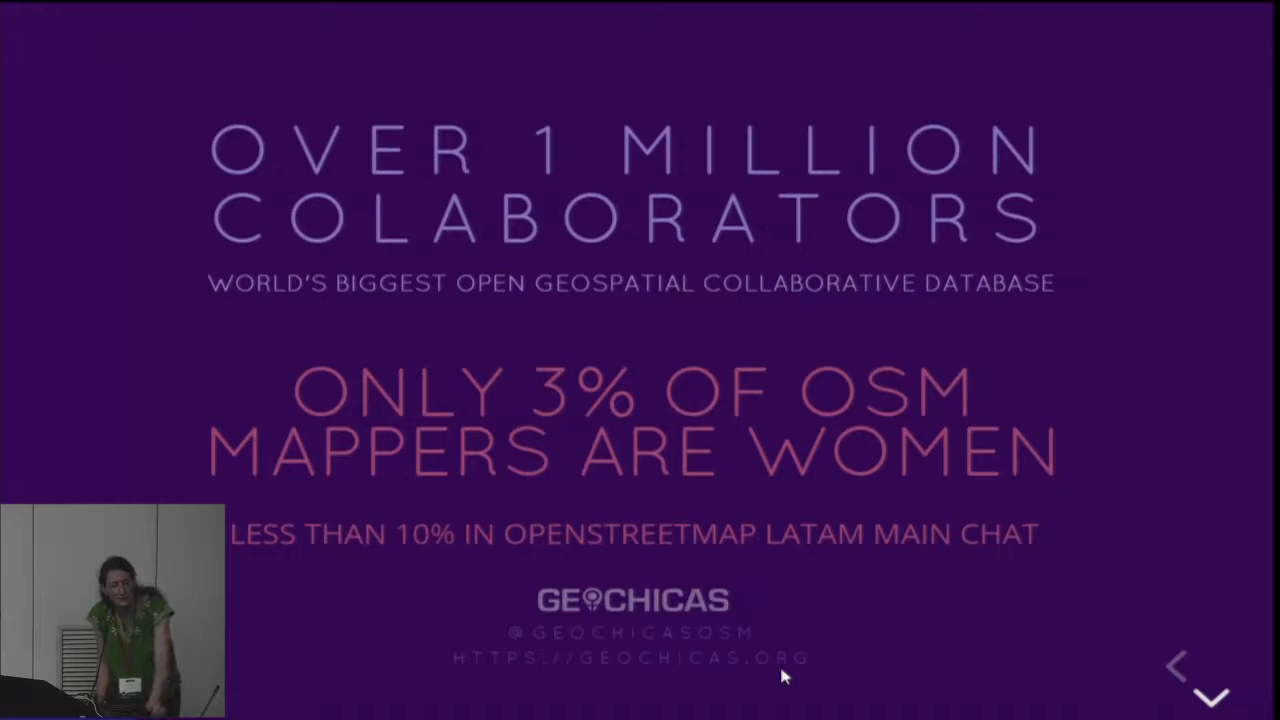 OVER 1 MILLION
COLABORATORS
WORLD'S BIGGEST OPEN GEOSPATIAL COLLABORATIVE DATABASE
ONLY 3% OF OSM
MAPPERS ARE WOMEN
LESS THAN 10% IN OPENSTREETMAP LATAM MAIN CHAT
GEOCHICAS
@GEOCHICASOSM
HTTPS://GEOCHICAS.ORG